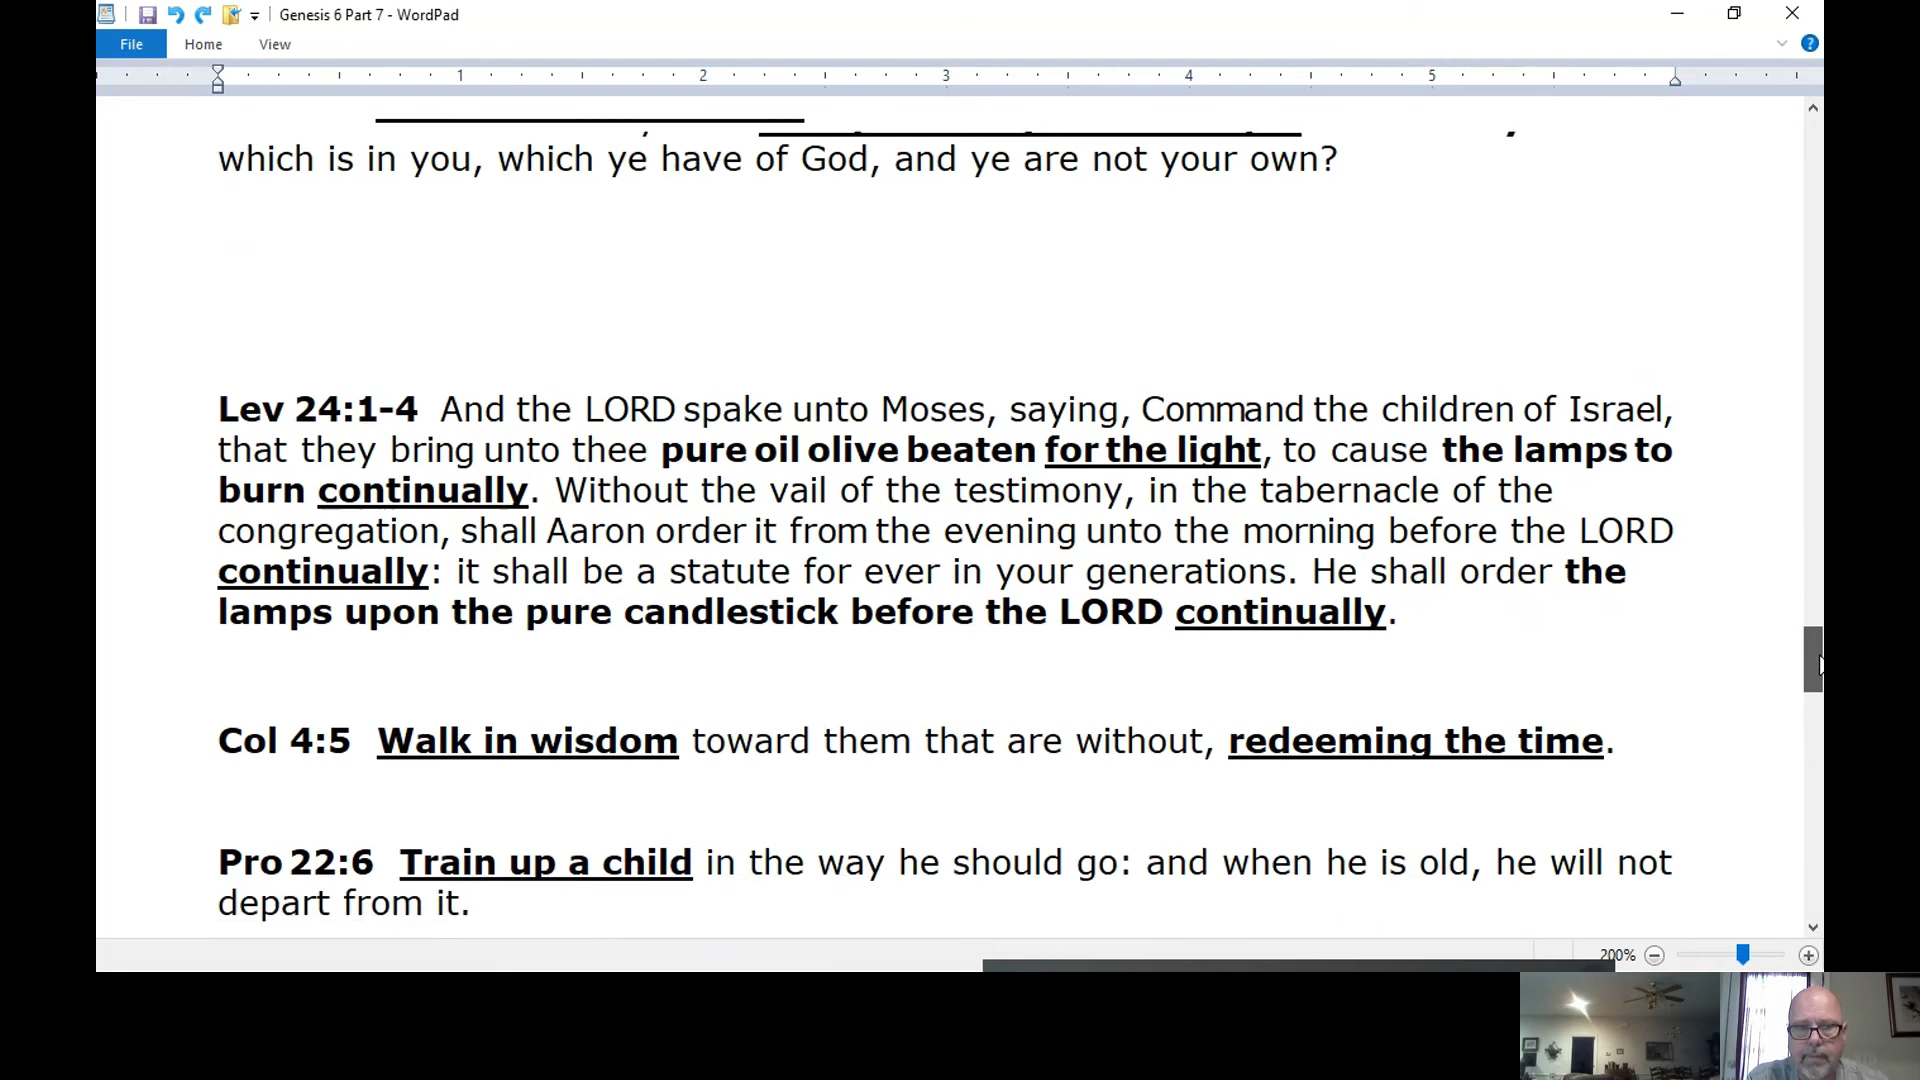 Genesis 6 Part 7 - WordPad
File Home View
1 2 3 4 5
which is in you, which ye have of God, and ye are not your own?
Lev 24:1-4 And the LORD spake unto Moses, saying, Command the children of Israel,
that they bring unto thee pure oil olive beaten for the light, to cause the lamps to
burn continually. Without the vail of the testimony, in the tabernacle of the
congregation, shall Aaron order it from the evening unto the morning before the LORD
continually: it shall be a statute for ever in your generations. He shall order the
lamps upon the pure candlestick before the LORD continually.
Col 4:5 Walk in wisdom toward them that are without, redeeming the time.
Pro 22:6 Train up a child in the way he should go: and when he is old, he will not
depart from it.
200%